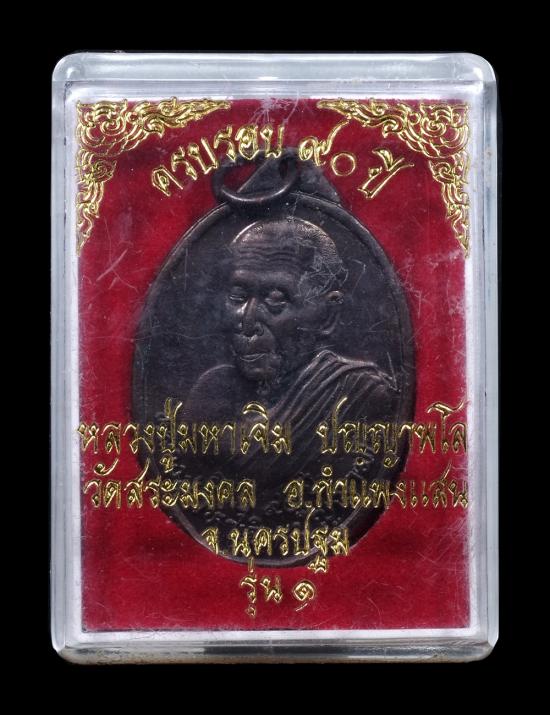 ครบรอบ ๙๐ ปี
หลวงปู่มหาเจิม ปญฺญาพโล
วัดสระมงคล อ.กำแพงแสน
จ.นครปฐม
รุ่น ๑